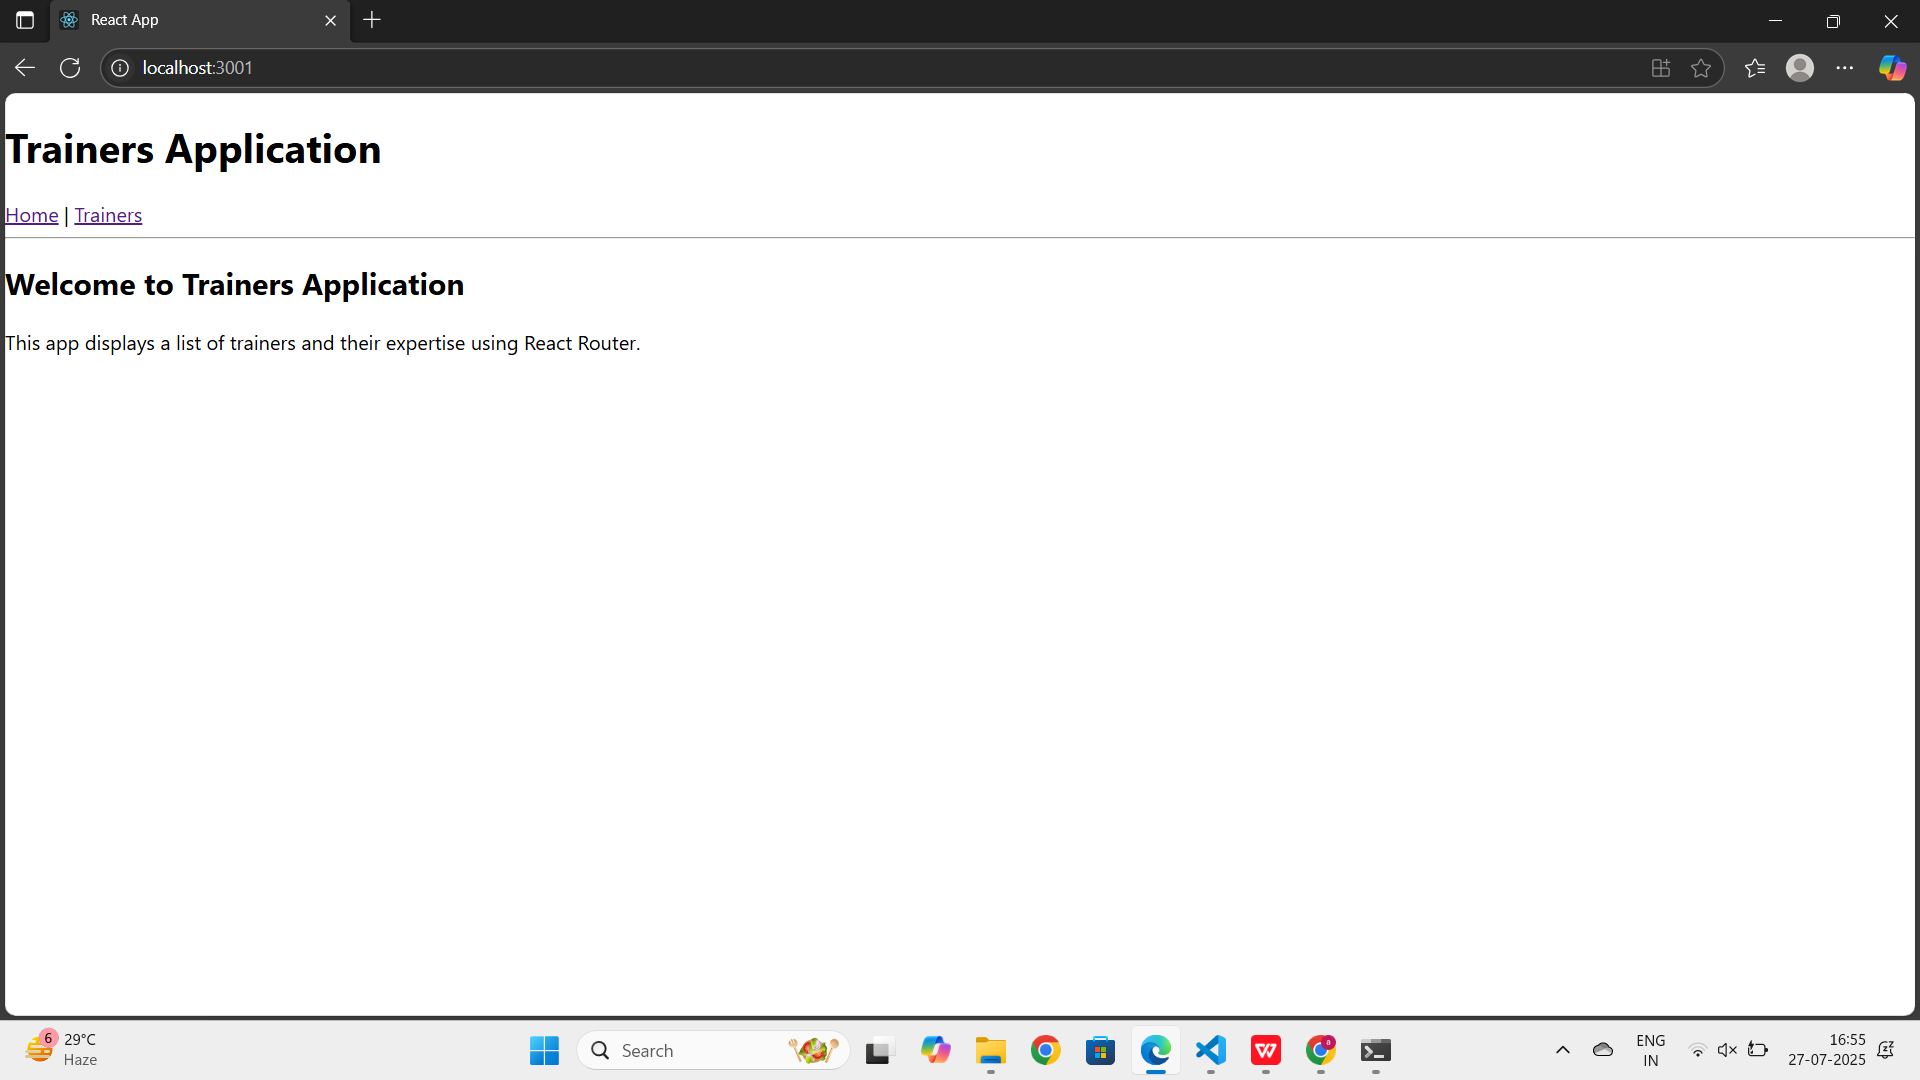 React App
localhost:3001
Trainers Application
Home | Trainers
Welcome to Trainers Application
This app displays a list of trainers and their expertise using React Router.
6
29°C
Haze
Search
a
ENG
IN
16:55
27-07-2025